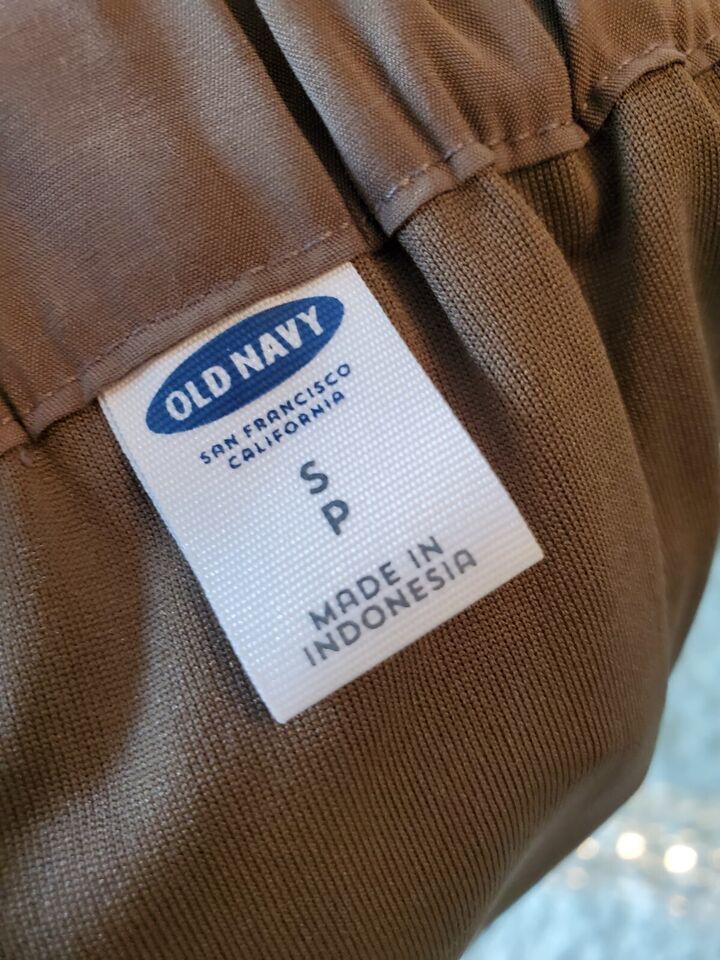 OLD NAVY
SAN FRANCISCO
CALIFORNIA
S
P
MADE IN
INDONESIA